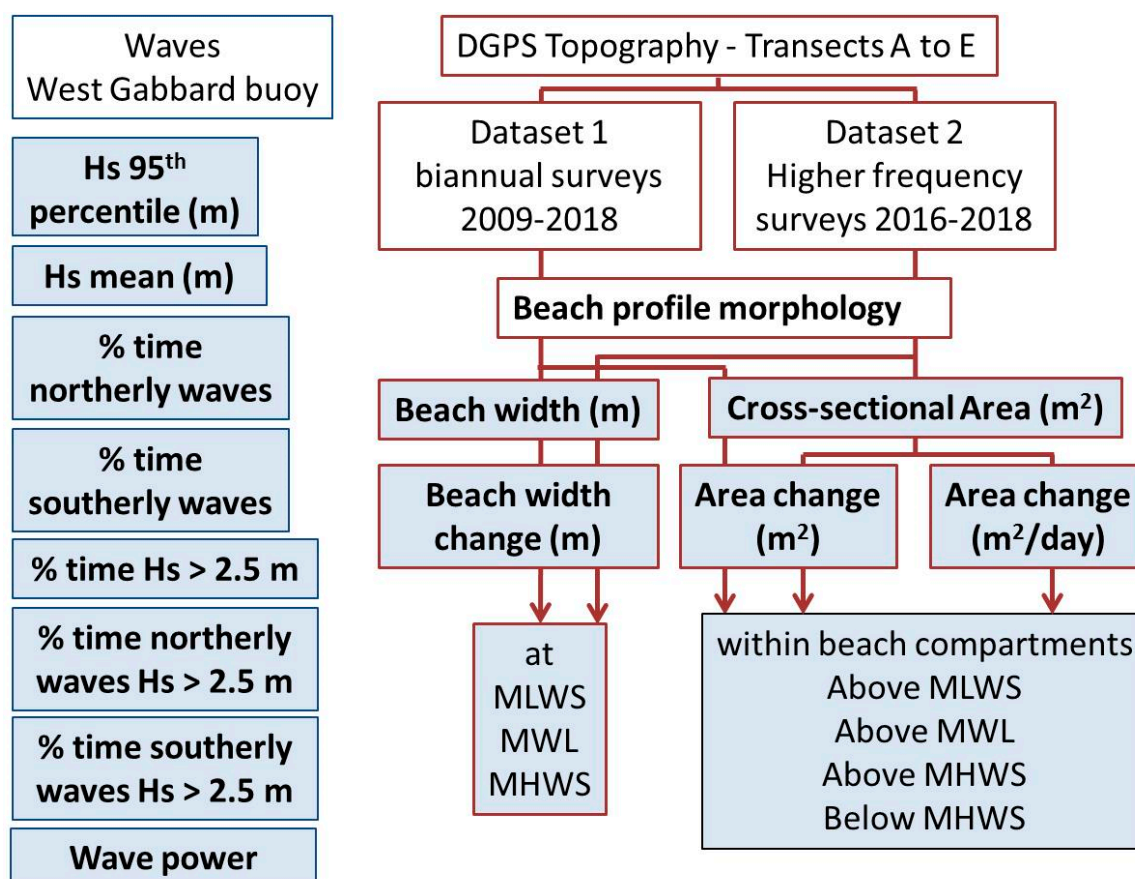 Waves
West Gabbard buoy
Hs 95th
percentile (m)
Hs mean (m)
% time
northerly waves
% time
southerly waves
% time Hs > 2.5 m
% time northerly
waves Hs > 2.5 m
% time southerly
waves Hs > 2.5 m
Wave power
DGPS Topography - Transects A to E
Dataset 1
biannual surveys
2009-2018
Dataset 2
Higher frequency
surveys 2016-2018
Beach profile morphology
Beach width (m)
Cross-sectional Area (m²)
Beach width
change (m)
Area change
(m²)
Area change
(m²/day)
at
MLWS
MWL
MHWS
within beach compartments
Above MLWS
Above MWL
Above MHWS
Below MHWS